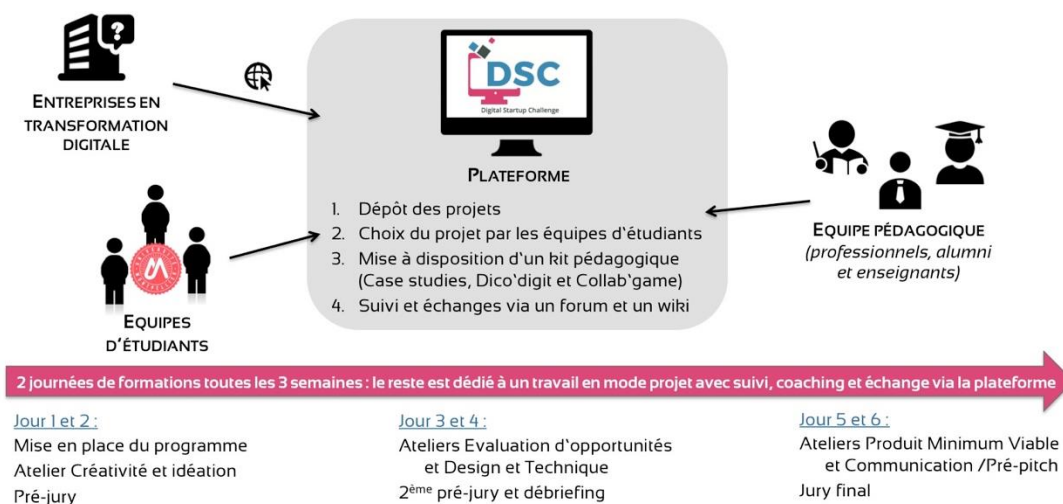 ENTREPRISES EN
TRANSFORMATION
DIGITALE
DSC
Digital Startup Challenge
PLATEFORME
1. Dépôt des projets
2. Choix du projet par les équipes d'étudiants
3. Mise à disposition d'un kit pédagogique
(Case studies, Dico'digit et Collab'game)
4. Suivi et échanges via un forum et un wiki
EQUIPES
D'ÉTUDIANTS
EQUIPE PÉDAGOGIQUE
(professionnels, alumni
et enseignants)
2 journées de formations toutes les 3 semaines : le reste est dédié à un travail en mode projet avec suivi, coaching et échange via la plateforme
Jour 1 et 2 :
Mise en place du programme
Atelier Créativité et idéation
Pré-jury
Jour 3 et 4 :
Ateliers Evaluation d'opportunités
et Design et Technique
2ème pré-jury et débriefing
Jour 5 et 6 :
Ateliers Produit Minimum Viable
et Communication /Pré-pitch
Jury final